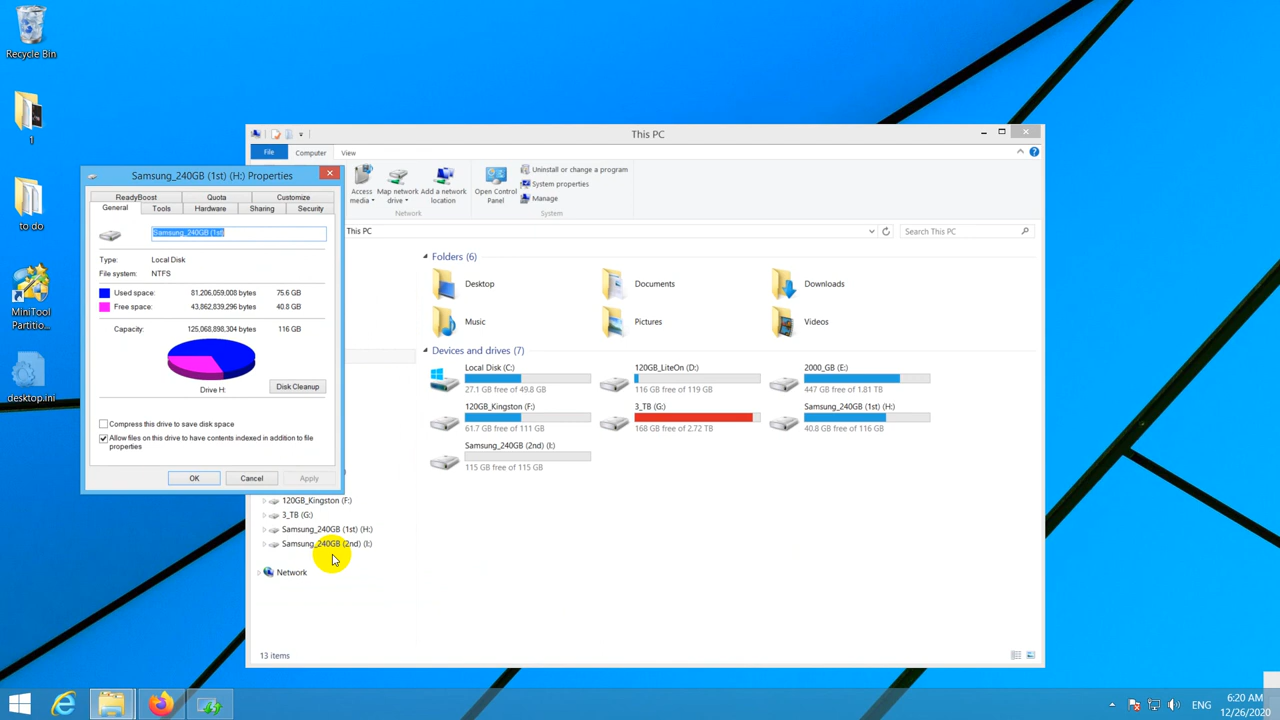 Recycle Bin
1
to do
MiniTool
Partitio...
desktop.ini
This PC
File
Computer
View
Access
media
Map network
drive
Add a network
location
Network
Open Control
Panel
Uninstall or change a program
System properties
Manage
System
This PC
Search This PC
Folders (6)
Desktop
Documents
Downloads
Music
Pictures
Videos
Devices and drives (7)
Local Disk (C:)
27.1 GB free of 49.8 GB
120GB_LiteOn (D:)
116 GB free of 119 GB
2000_GB (E:)
447 GB free of 1.81 TB
120GB_Kingston (F:)
61.7 GB free of 111 GB
3_TB (G:)
168 GB free of 2.72 TB
Samsung_240GB (1st) (H:)
40.8 GB free of 116 GB
Samsung_240GB (2nd) (I:)
115 GB free of 115 GB
Samsung_240GB (1st) (H:) Properties
ReadyBoost
Quota
Customize
General
Tools
Hardware
Sharing
Security
Samsung_240GB (1st)
Type: Local Disk
File system: NTFS
Used space: 81,206,059,008 bytes 75.6 GB
Free space: 43,862,839,296 bytes 40.8 GB
Capacity: 125,068,898,304 bytes 116 GB
Drive H:
Disk Cleanup
Compress this drive to save disk space
Allow files on this drive to have contents indexed in addition to file
properties
OK
Cancel
Apply
120GB_Kingston (F:)
3_TB (G:)
Samsung_240GB (1st) (H:)
Samsung_240GB (2nd) (I:)
Network
13 items
ENG
6:20 AM
12/26/2020